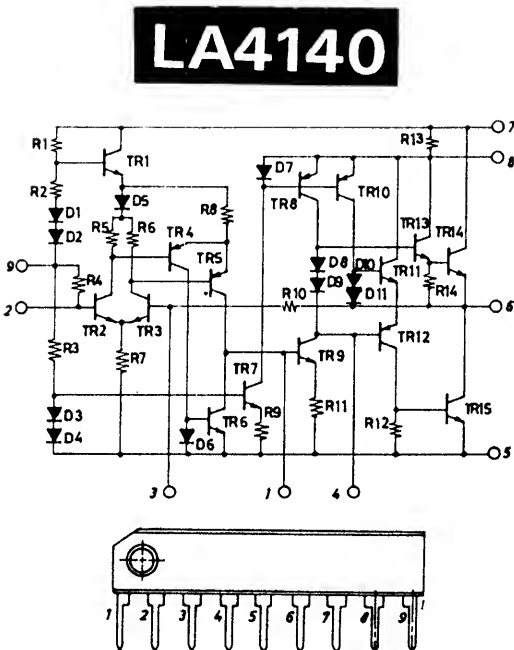 LA4140
7
R1
R13
TR1
8
R2
D7
D5
TR8
TR10
R8
D1
R5
R6
TR4
TR13
TR14
D2
TR5
D8
D10
TR11
9
R4
D9
D11
R14
R10
2
6
TR2
TR3
TR12
R3
R7
TR9
TR7
D3
R9
R11
TR15
TR6
R12
D4
D6
5
3
1
4
1 2 3 4 5 6 7 8 9